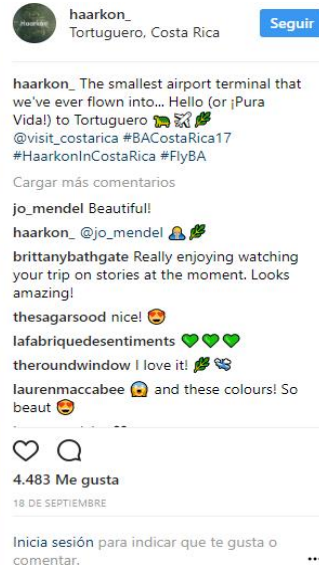 haarkon_
Tortuguero, Costa Rica
Seguir
haarkon_ The smallest airport terminal that
we've ever flown into... Hello (or ¡Pura
Vida!) to Tortuguero 🐅✈️🌿
@visit_costarica #BACostaRica17
#HaarkonInCostaRica #FlyBA
Cargar más comentarios
jo_mendel Beautiful!
haarkon_ @jo_mendel 🙏🌿
brittanybathgate Really enjoying watching
your trip on stories at the moment. Looks
amazing!
thesagarsood nice! 😍
lafabriquedesentiments 💚💚💚
theroundwindow I love it! 🌿
laurenmaccabee 😱 and these colours! So
beaut 😍
4.483 Me gusta
18 DE SEPTIEMBRE
Inicia sesión para indicar que te gusta o
comentar.